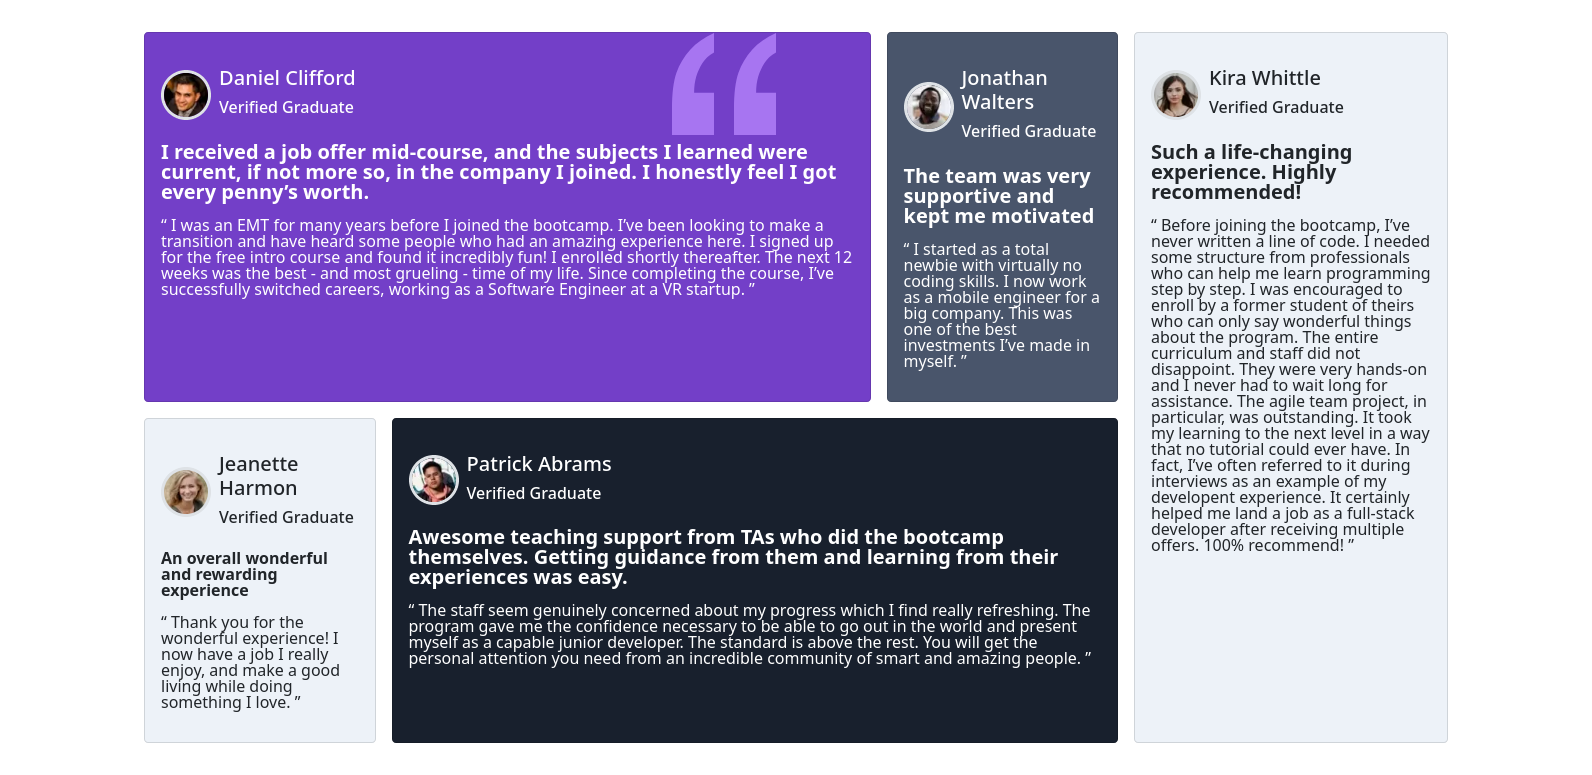 Daniel Clifford
Verified Graduate
I received a job offer mid-course, and the subjects I learned were
current, if not more so, in the company I joined. I honestly feel I got
every penny’s worth.
“ I was an EMT for many years before I joined the bootcamp. I’ve been looking to make a
transition and have heard some people who had an amazing experience here. I signed up
for the free intro course and found it incredibly fun! I enrolled shortly thereafter. The next 12
weeks was the best - and most grueling - time of my life. Since completing the course, I’ve
successfully switched careers, working as a Software Engineer at a VR startup. ”
Jonathan
Walters
Verified Graduate
The team was very
supportive and
kept me motivated
“ I started as a total
newbie with virtually no
coding skills. I now work
as a mobile engineer for a
big company. This was
one of the best
investments I’ve made in
myself. ”
Kira Whittle
Verified Graduate
Such a life-changing
experience. Highly
recommended!
“ Before joining the bootcamp, I’ve
never written a line of code. I needed
some structure from professionals
who can help me learn programming
step by step. I was encouraged to
enroll by a former student of theirs
who can only say wonderful things
about the program. The entire
curriculum and staff did not
disappoint. They were very hands-on
and I never had to wait long for
assistance. The agile team project, in
particular, was outstanding. It took
my learning to the next level in a way
that no tutorial could ever have. In
fact, I’ve often referred to it during
interviews as an example of my
developent experience. It certainly
helped me land a job as a full-stack
developer after receiving multiple
offers. 100% recommend! ”
Jeanette
Harmon
Verified Graduate
An overall wonderful
and rewarding
experience
“ Thank you for the
wonderful experience! I
now have a job I really
enjoy, and make a good
living while doing
something I love. ”
Patrick Abrams
Verified Graduate
Awesome teaching support from TAs who did the bootcamp
themselves. Getting guidance from them and learning from their
experiences was easy.
“ The staff seem genuinely concerned about my progress which I find really refreshing. The
program gave me the confidence necessary to be able to go out in the world and present
myself as a capable junior developer. The standard is above the rest. You will get the
personal attention you need from an incredible community of smart and amazing people. ”